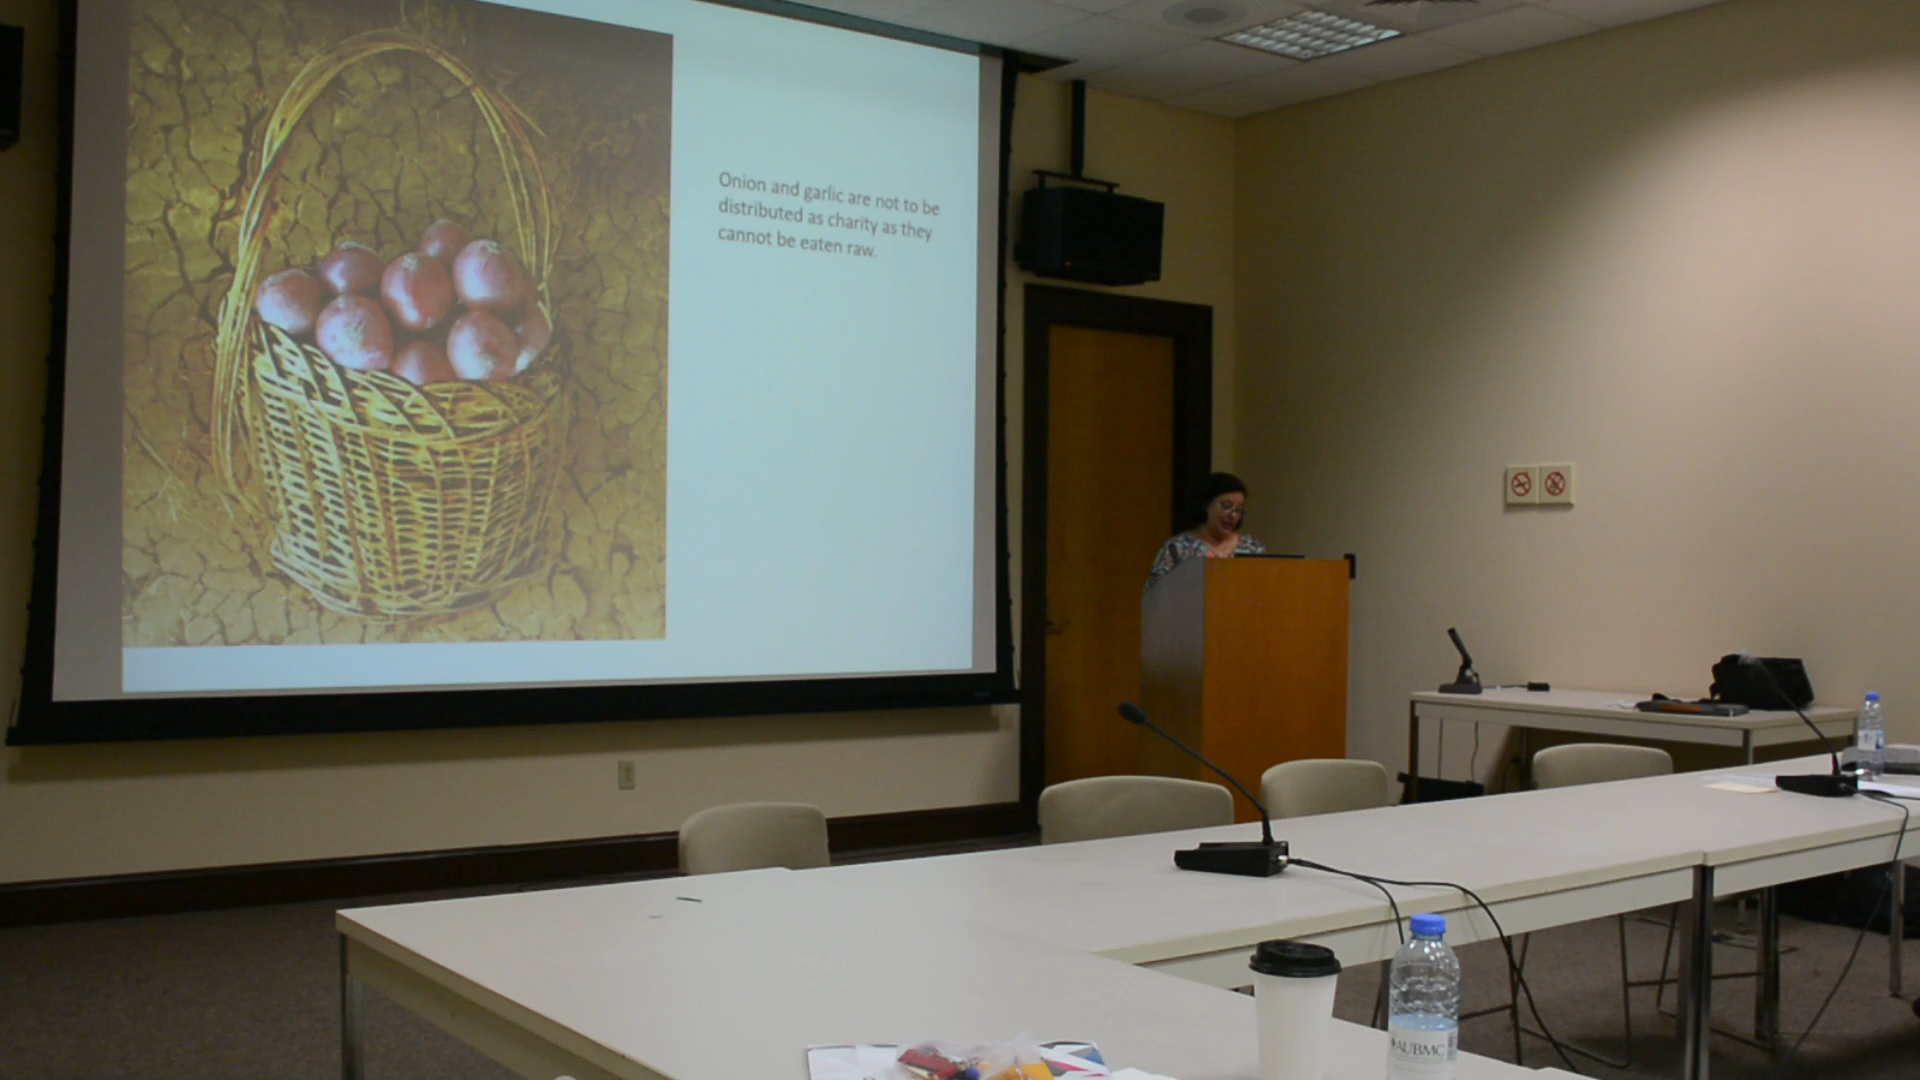 Onion and garlic are not to be
distributed as charity as they
cannot be eaten raw.
AUBMC